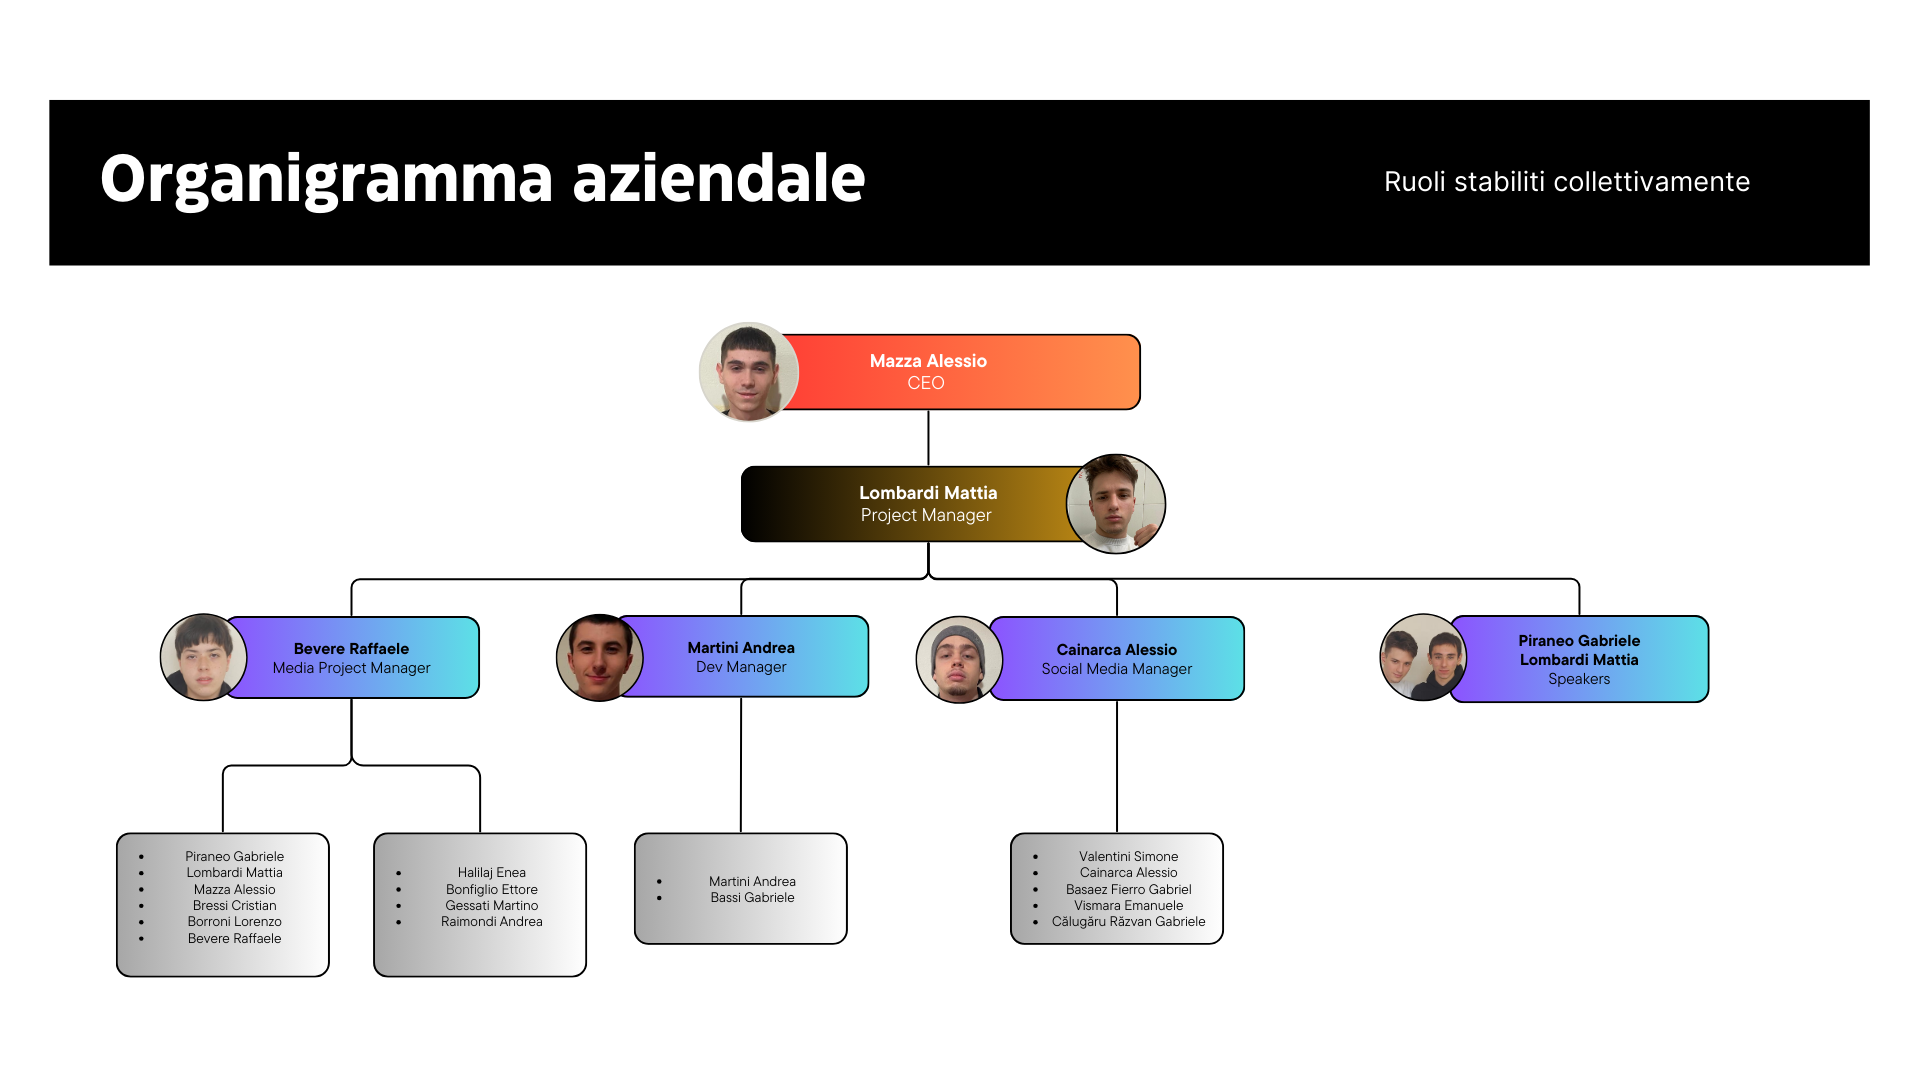 Organigramma aziendale
Ruoli stabiliti collettivamente
Mazza Alessio
CEO
Lombardi Mattia
Project Manager
Bevere Raffaele
Media Project Manager
Martini Andrea
Dev Manager
Cainarca Alessio
Social Media Manager
Piraneo Gabriele
Lombardi Mattia
Speakers
• Piraneo Gabriele
• Lombardi Mattia
• Mazza Alessio
• Bressi Cristian
• Borroni Lorenzo
• Bevere Raffaele
• Halilaj Enea
• Bonfiglio Ettore
• Gessati Martino
• Raimondi Andrea
• Martini Andrea
• Bassi Gabriele
• Valentini Simone
• Cainarca Alessio
• Basaez Fierro Gabriel
• Vismara Emanuele
• Călugăru Răzvan Gabriele